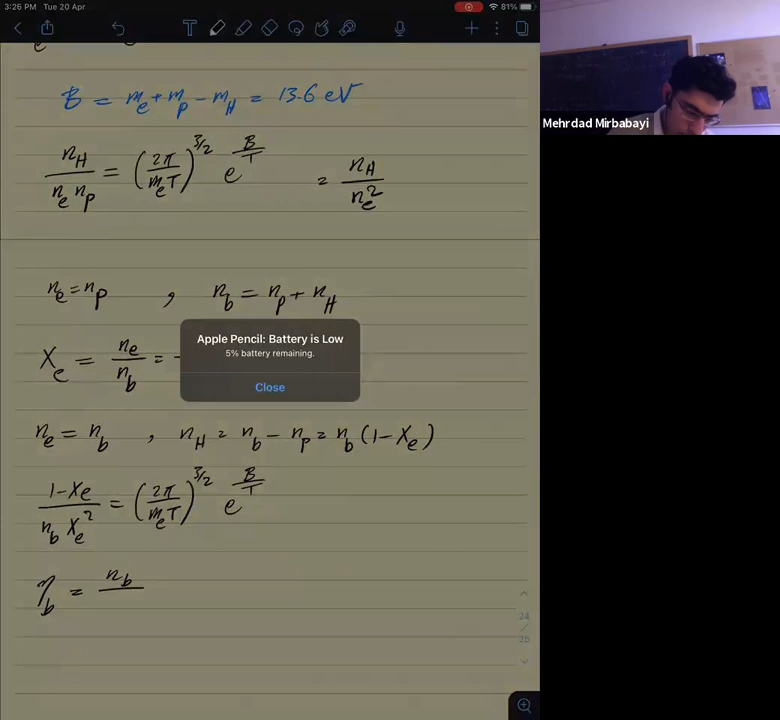 3:26 PM Tue 20 Apr
81%
T
Mehrdad Mirbabayi
B = m_e + m_p - m_H = 13.6 eV
n_H / (n_e n_p) = (2π / (m_e T))^{3/2} e^{B/T} = n_H / n_e^2
n_e = n_p , n_b = n_p + n_H
Apple Pencil: Battery is Low
5% battery remaining.
Close
X_e = n_e / n_b =
n_e = n_b , n_H = n_b - n_p = n_b (1 - X_e)
(1 - X_e) / (n_b X_e^2) = (2π / (m_e T))^{3/2} e^{B/T}
η_b = n_b /
24 / 25